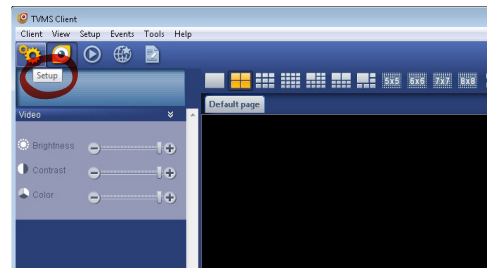 TVMS Client
Client View Setup Events Tools Help
Setup
5x5 6x6 7x7 8x8
Default page
Video
Brightness
Contrast
Color